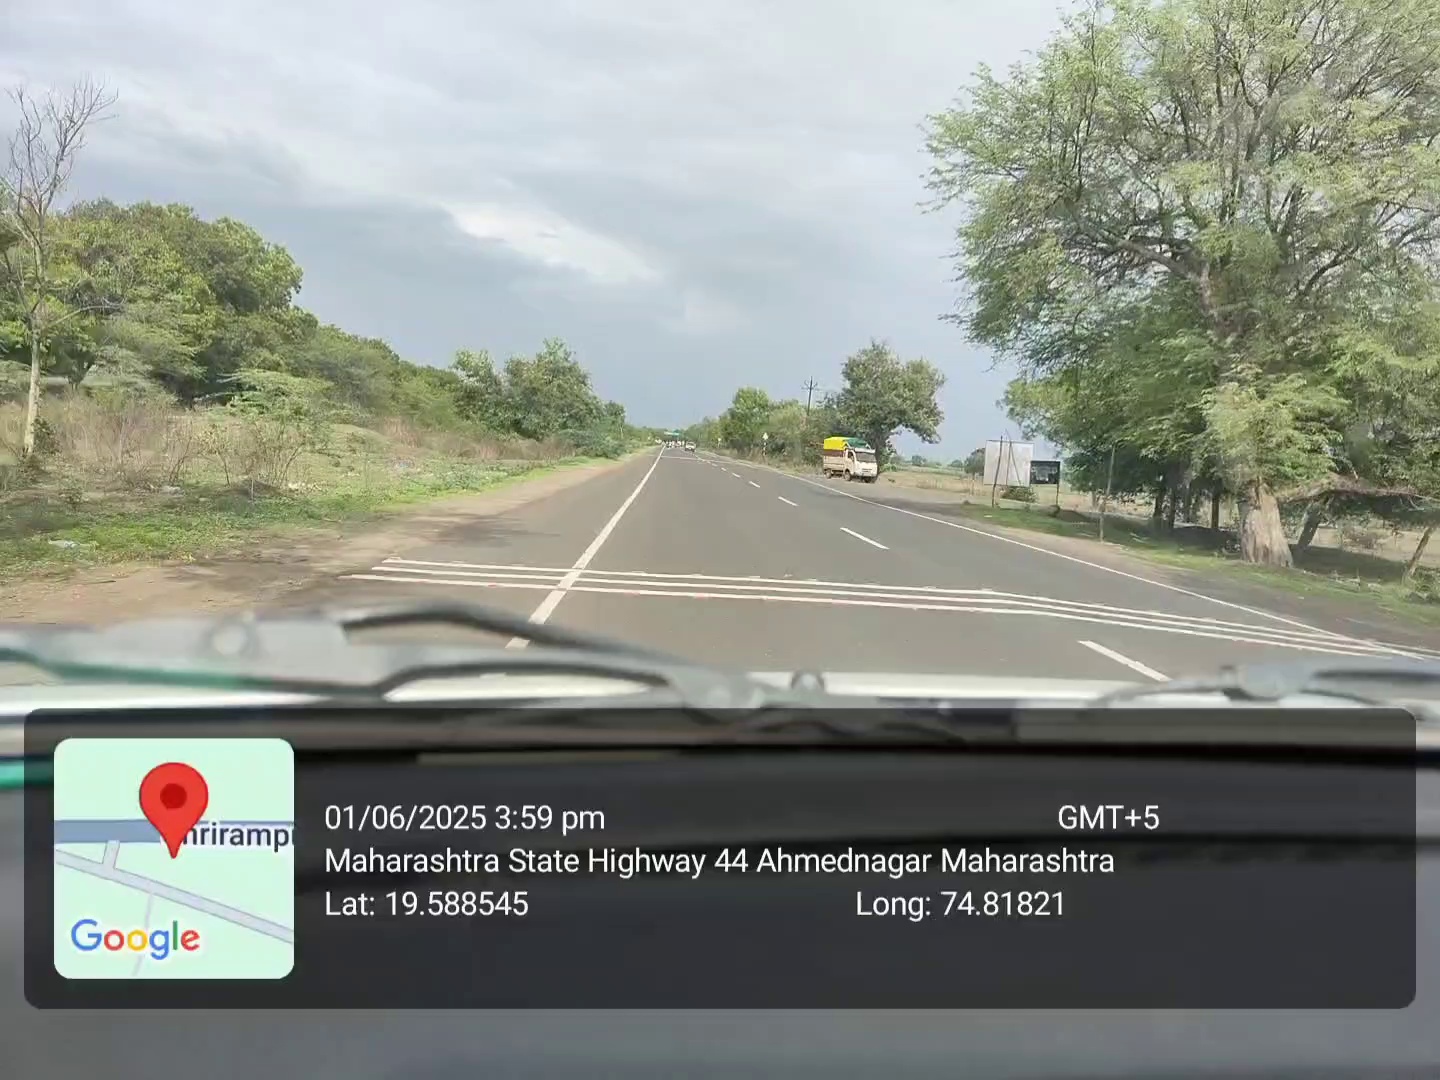 01/06/2025 3:59 pm GMT+5
Maharashtra State Highway 44 Ahmednagar Maharashtra
Lat: 19.588545 Long: 74.81821
Google